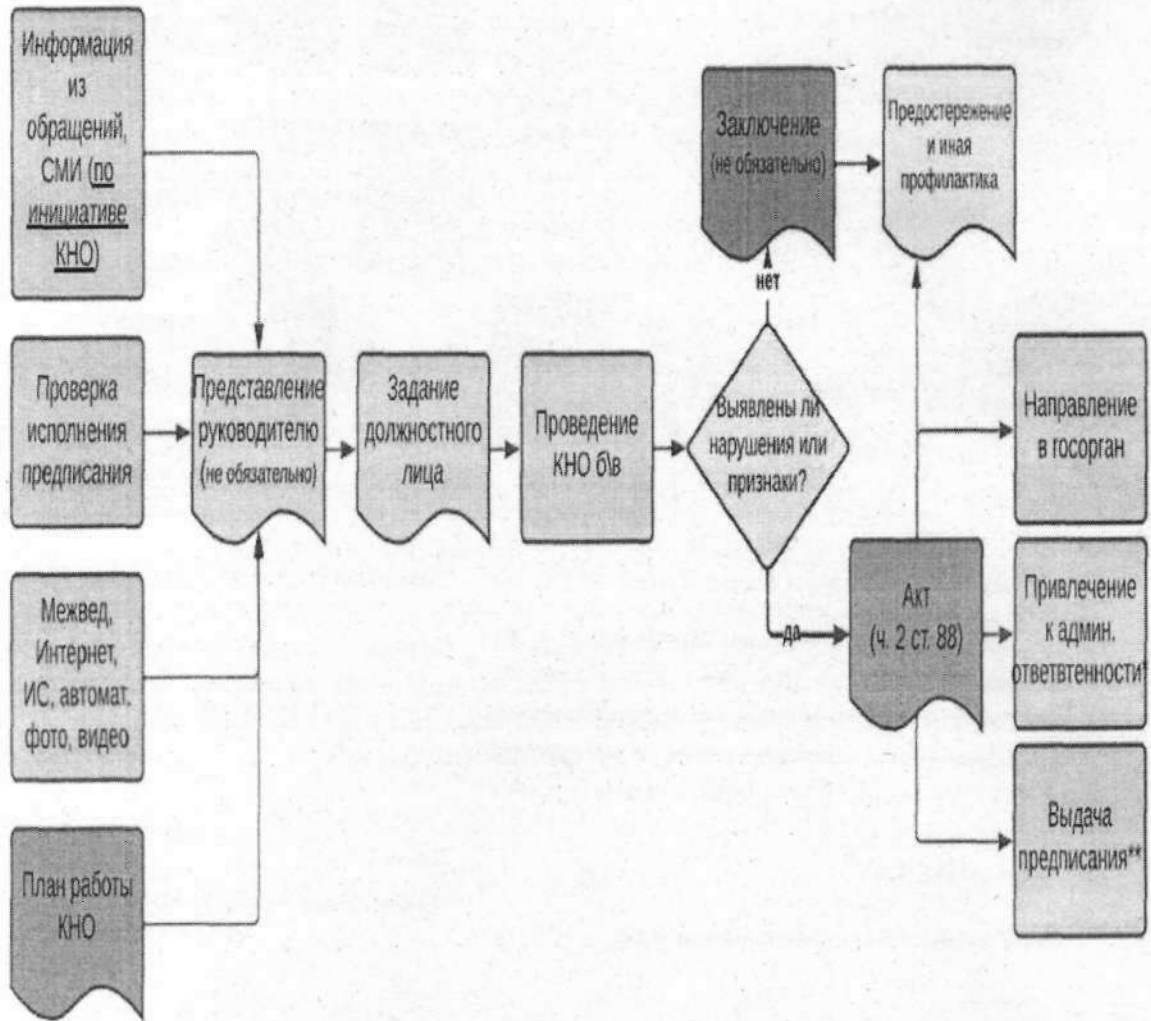 Информация
из
обращений,
СМИ (по
инициативе
КНО)
Проверка
исполнения
предписания
Межвед,
Интернет,
ИС, автомат,
фото, видео
План работы
КНО
Представление
руководителю
(не обязательно)
Задание
должностного
лица
Проведение
КНО б\в
Выявлены ли
нарушения или
признаки?
нет
Заключение
(не обязательно)
Предостережение
и иная
профилактика
да
Акт
(ч. 2 ст. 88)
Направление
в госорган
Привлечение
к админ.
ответвтенности*
Выдача
предписания**